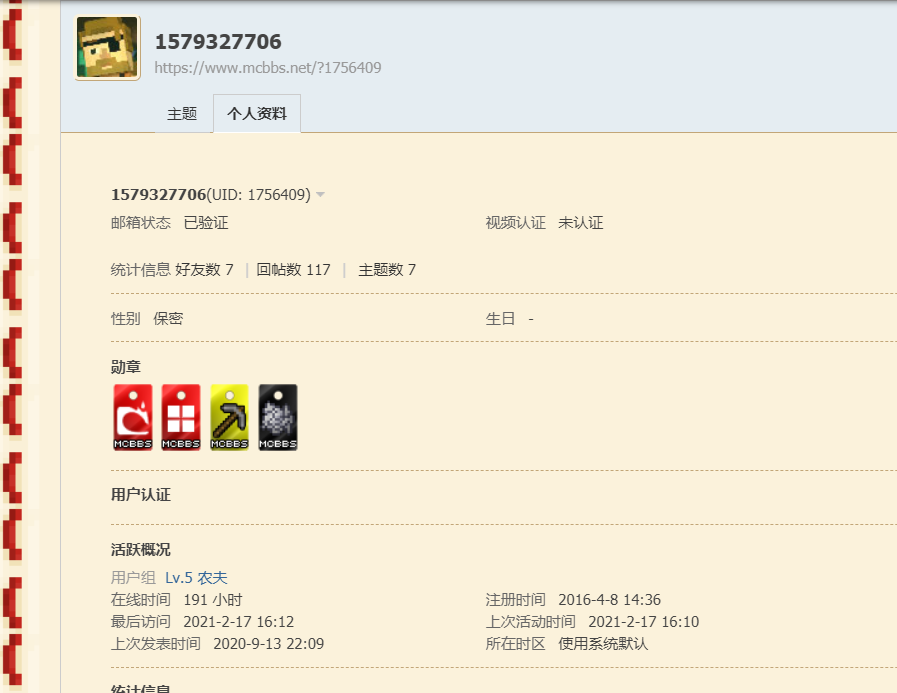 1579327706
https://www.mcbbs.net/?1756409
主题 个人资料
1579327706(UID: 1756409)
邮箱状态 已验证 视频认证 未认证
统计信息 好友数 7 | 回帖数 117 | 主题数 7
性别 保密 生日 -
勋章
MCBBS MCBBS MCBBS MCBBS
用户认证
活跃概况
用户组 Lv.5 农夫
在线时间 191 小时 注册时间 2016-4-8 14:36
最后访问 2021-2-17 16:12 上次活动时间 2021-2-17 16:10
上次发表时间 2020-9-13 22:09 所在时区 使用系统默认
统计信息